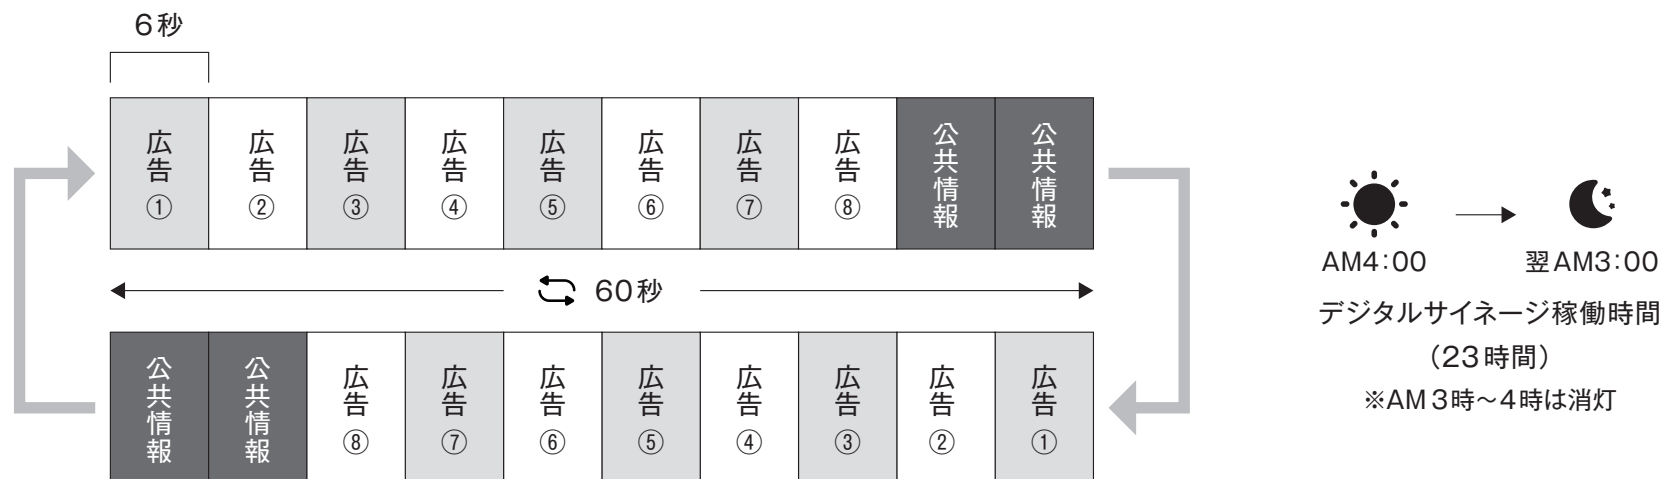 6秒
広告①
広告②
広告③
広告④
広告⑤
広告⑥
広告⑦
広告⑧
公共情報
公共情報
60秒
公共情報
公共情報
広告⑧
広告⑦
広告⑥
広告⑤
広告④
広告③
広告②
広告①
AM4:00
翌AM3:00
デジタルサイネージ稼働時間
(23時間)
※AM3時～4時は消灯